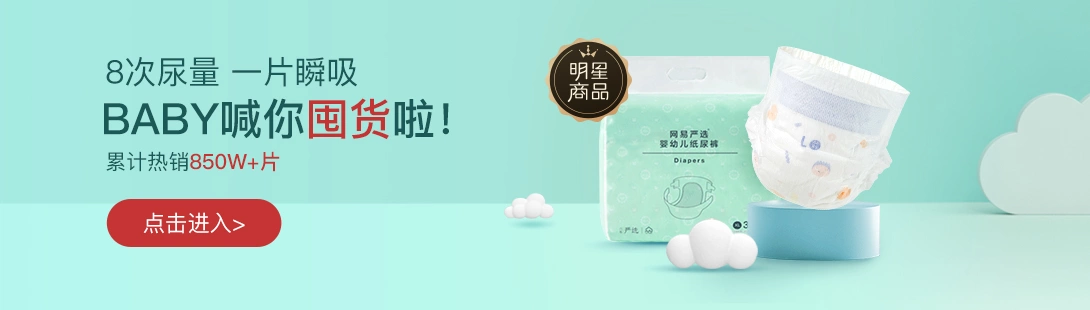 8次尿量 一片瞬吸
BABY喊你囤货啦!
累计热销850W+片
点击进入>
明星
商品
网易严选
婴幼儿纸尿裤
Diapers
严选